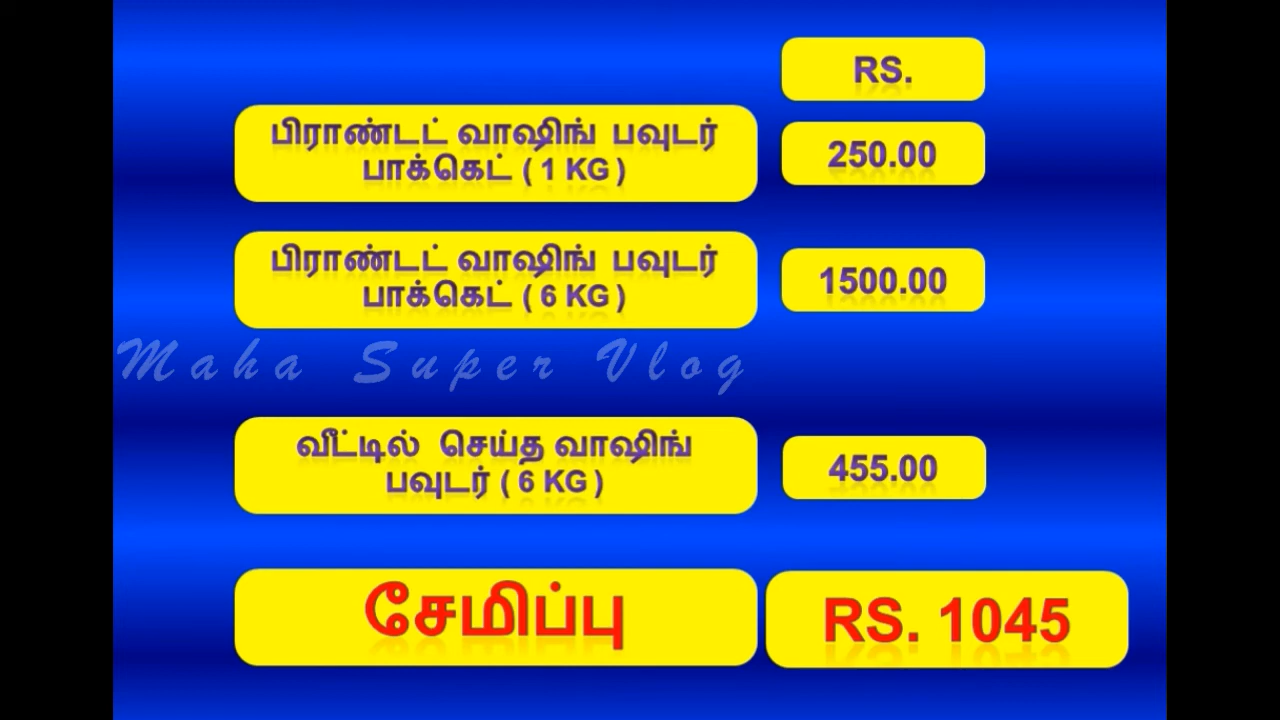 RS.
பிராண்டட் வாஷிங் பவுடர்
பாக்கெட் ( 1 KG )
250.00
பிராண்டட் வாஷிங் பவுடர்
பாக்கெட் ( 6 KG )
1500.00
Maha Super Vlog
வீட்டில் செய்த வாஷிங்
பவுடர் ( 6 KG )
455.00
சேமிப்பு
RS. 1045